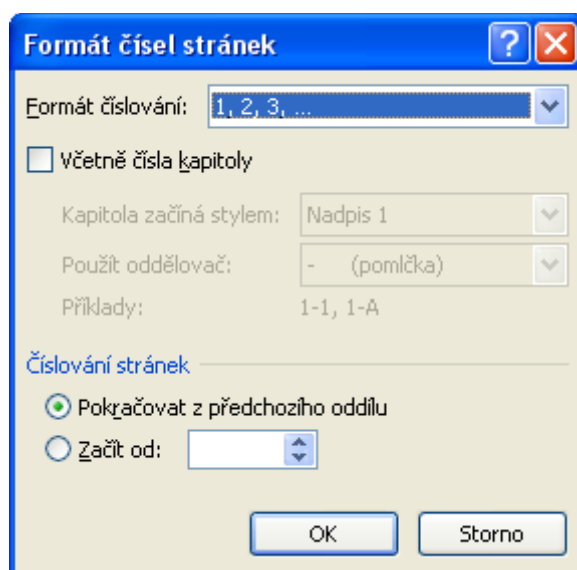 Formát čísel stránek
Formát číslování: 1, 2, 3, ...
Včetně čísla kapitoly
Kapitola začíná stylem: Nadpis 1
Použít oddělovač: - (pomlčka)
Příklady: 1-1, 1-A
Číslování stránek
Pokračovat z předchozího oddílu
Začít od:
OK Storno